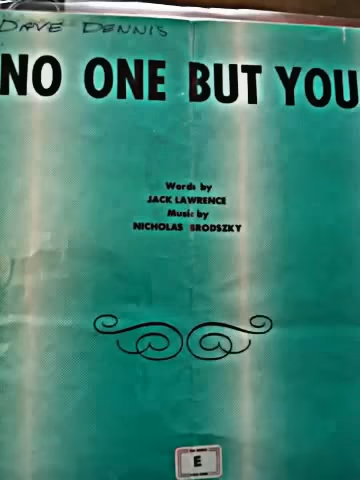 DAVE DENNIS
NO ONE BUT YOU
Words by
JACK LAWRENCE
Music by
NICHOLAS BRODSZKY
E